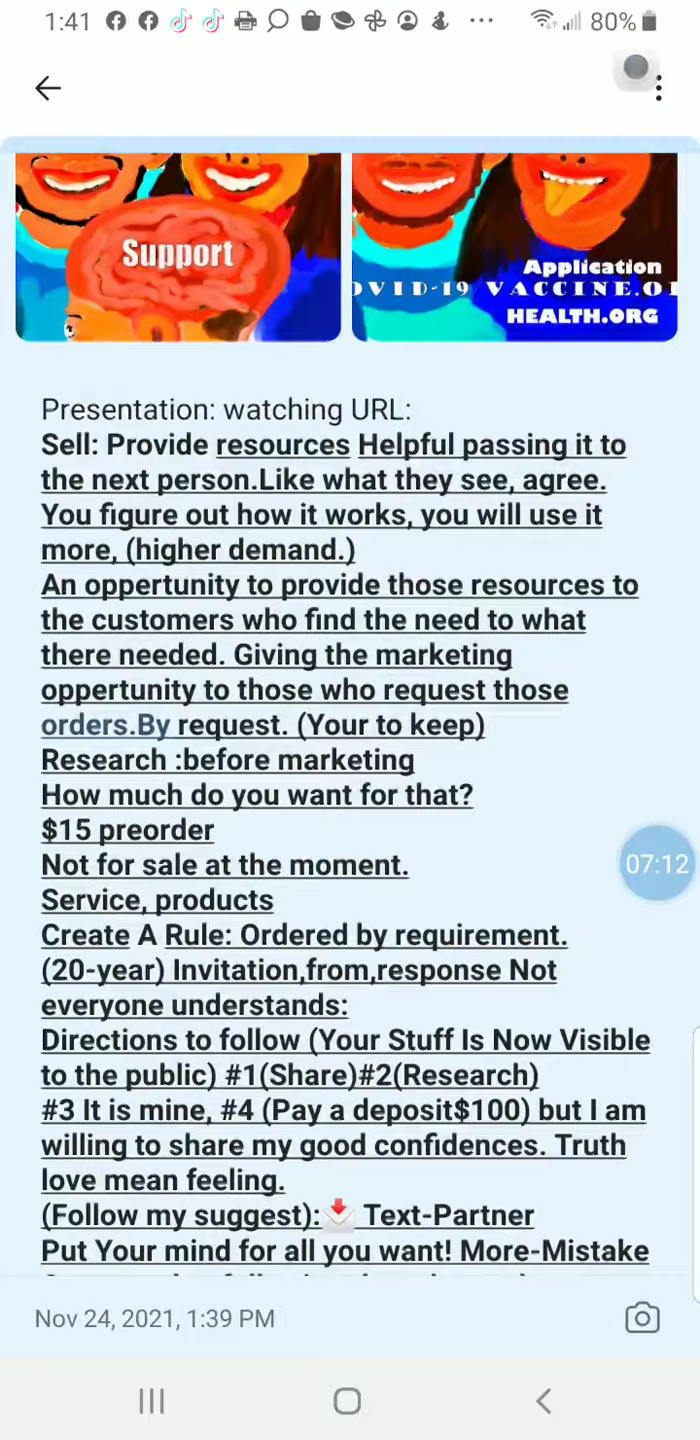 1:41
80%
Support
Application
OVID-19 VACCINE.O
HEALTH.ORG
Presentation: watching URL:
Sell: Provide resources Helpful passing it to
the next person.Like what they see, agree.
You figure out how it works, you will use it
more, (higher demand.)
An oppertunity to provide those resources to
the customers who find the need to what
there needed. Giving the marketing
oppertunity to those who request those
orders.By request. (Your to keep)
Research :before marketing
How much do you want for that?
$15 preorder
Not for sale at the moment.
Service, products
Create A Rule: Ordered by requirement.
(20-year) Invitation,from,response Not
everyone understands:
Directions to follow (Your Stuff Is Now Visible
to the public) #1(Share)#2(Research)
#3 It is mine, #4 (Pay a deposit$100) but I am
willing to share my good confidences. Truth
love mean feeling.
(Follow my suggest):📩 Text-Partner
Put Your mind for all you want! More-Mistake
07:12
Nov 24, 2021, 1:39 PM